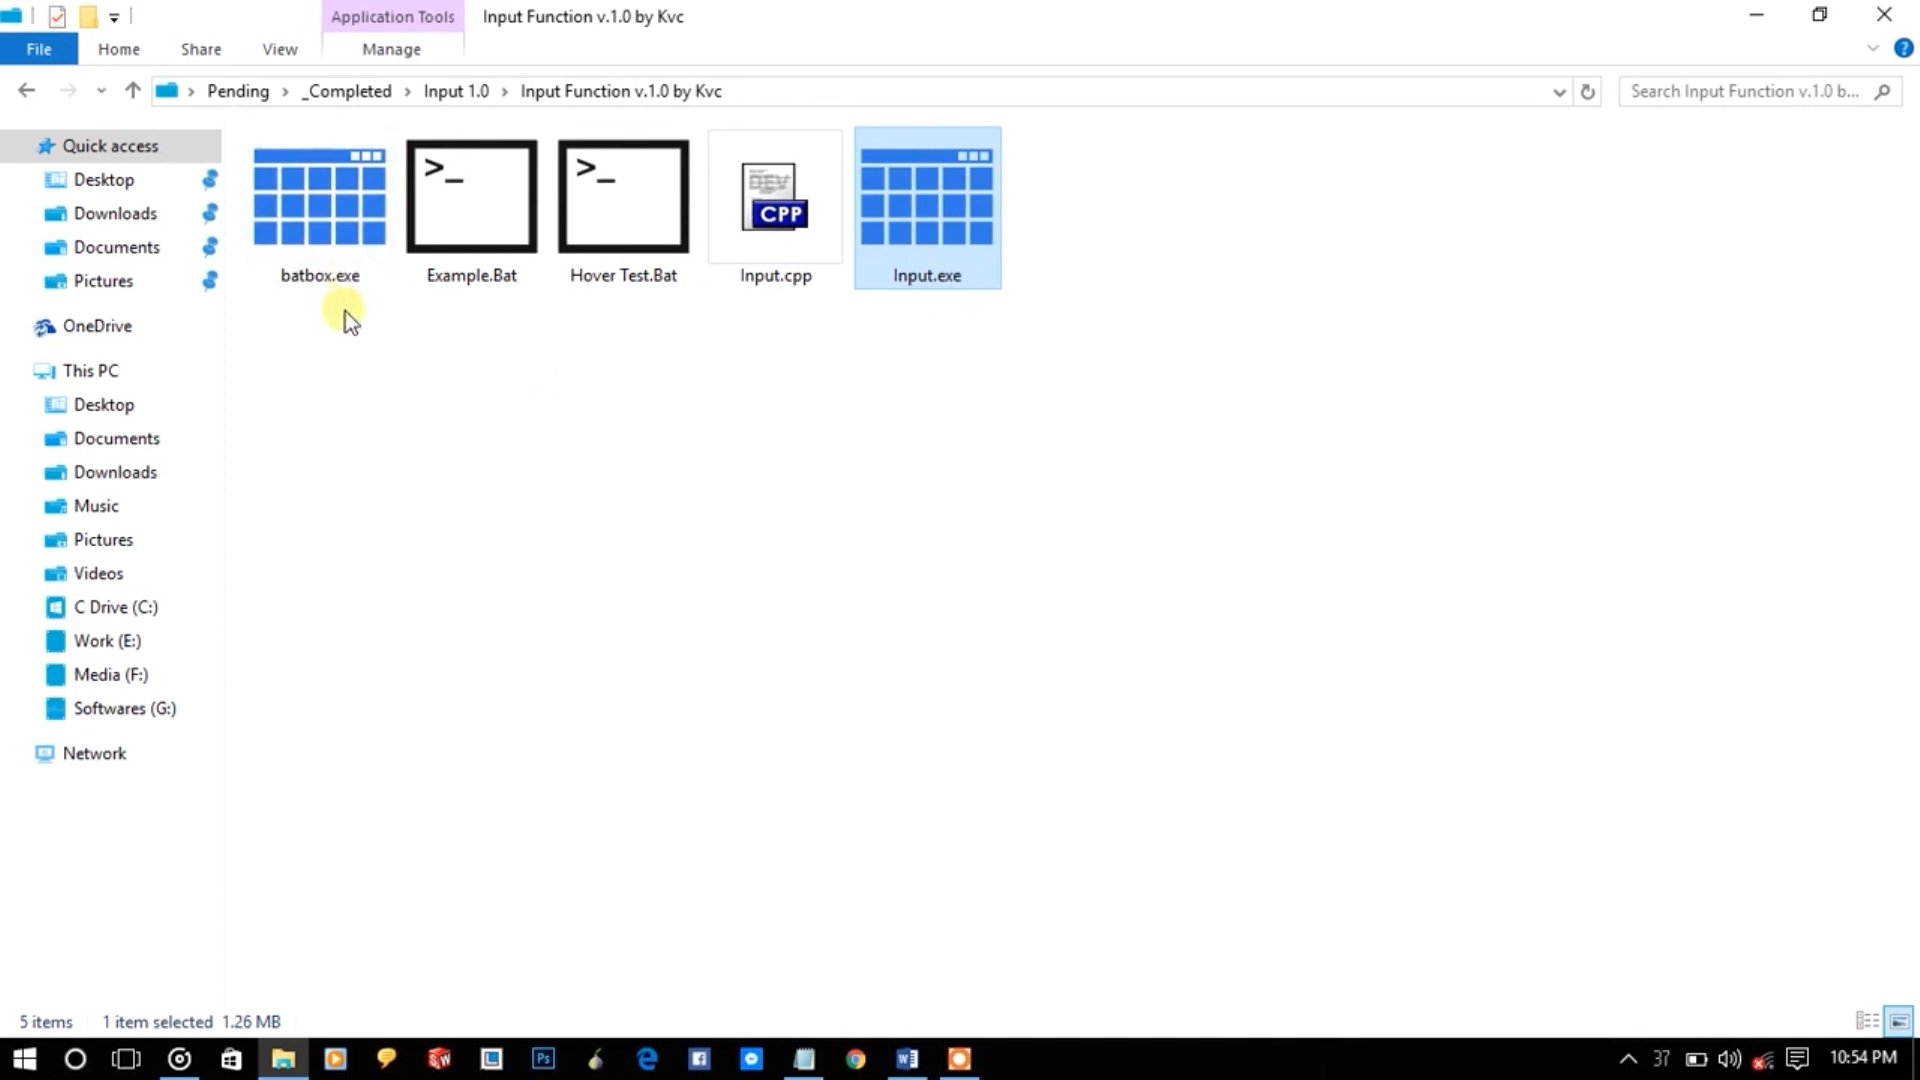 Application Tools
Input Function v.1.0 by Kvc
File
Home
Share
View
Manage
Pending
_Completed
Input 1.0
Input Function v.1.0 by Kvc
Search Input Function v.1.0 b...
Quick access
Desktop
Downloads
Documents
Pictures
OneDrive
This PC
Desktop
Documents
Downloads
Music
Pictures
Videos
C Drive (C:)
Work (E:)
Media (F:)
Softwares (G:)
Network
>_
>_
DEV
CPP
batbox.exe
Example.Bat
Hover Test.Bat
Input.cpp
Input.exe
5 items
1 item selected 1.26 MB
Ps
37
10:54 PM